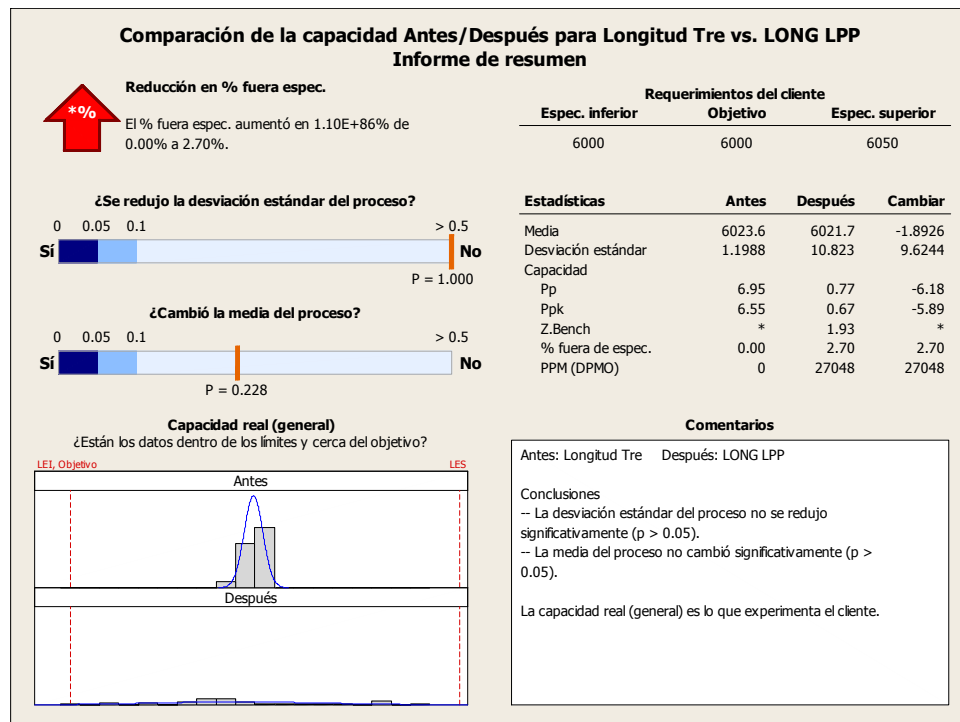 Comparación de la capacidad Antes/Después para Longitud Tre vs. LONG LPP
Informe de resumen
*%
Reducción en % fuera espec.
El % fuera espec. aumentó en 1.10E+86% de
0.00% a 2.70%.
Requerimientos del cliente
Espec. inferior Objetivo Espec. superior
6000 6000 6050
¿Se redujo la desviación estándar del proceso?
0 0.05 0.1 > 0.5
Sí No
P = 1.000
¿Cambió la media del proceso?
0 0.05 0.1 > 0.5
Sí No
P = 0.228
Estadísticas Antes Después Cambiar
Media 6023.6 6021.7 -1.8926
Desviación estándar 1.1988 10.823 9.6244
Capacidad
Pp 6.95 0.77 -6.18
Ppk 6.55 0.67 -5.89
Z.Bench * 1.93 *
% fuera de espec. 0.00 2.70 2.70
PPM (DPMO) 0 27048 27048
Capacidad real (general)
¿Están los datos dentro de los límites y cerca del objetivo?
LEI, Objetivo LES
Antes
Después
Comentarios
Antes: Longitud Tre Después: LONG LPP
Conclusiones
-- La desviación estándar del proceso no se redujo
significativamente (p > 0.05).
-- La media del proceso no cambió significativamente (p >
0.05).
La capacidad real (general) es lo que experimenta el cliente.